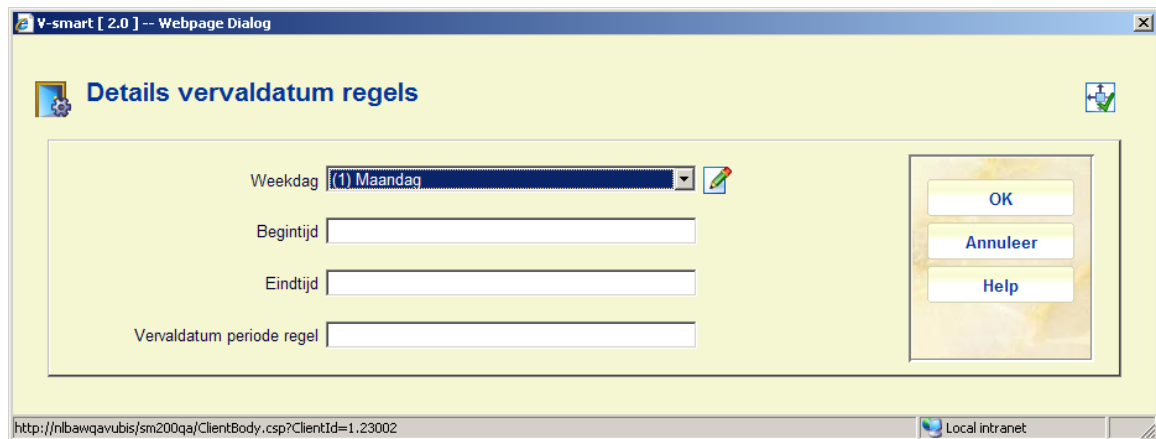 V-smart [ 2.0 ] -- Webpage Dialog
Details vervaldatum regels
Weekdag (1) Maandag
Begintijd
Eindtijd
Vervaldatum periode regel
OK
Annuleer
Help
http://nlbawqavubis/sm200qa/ClientBody.csp?ClientId=1.23002
Local intranet